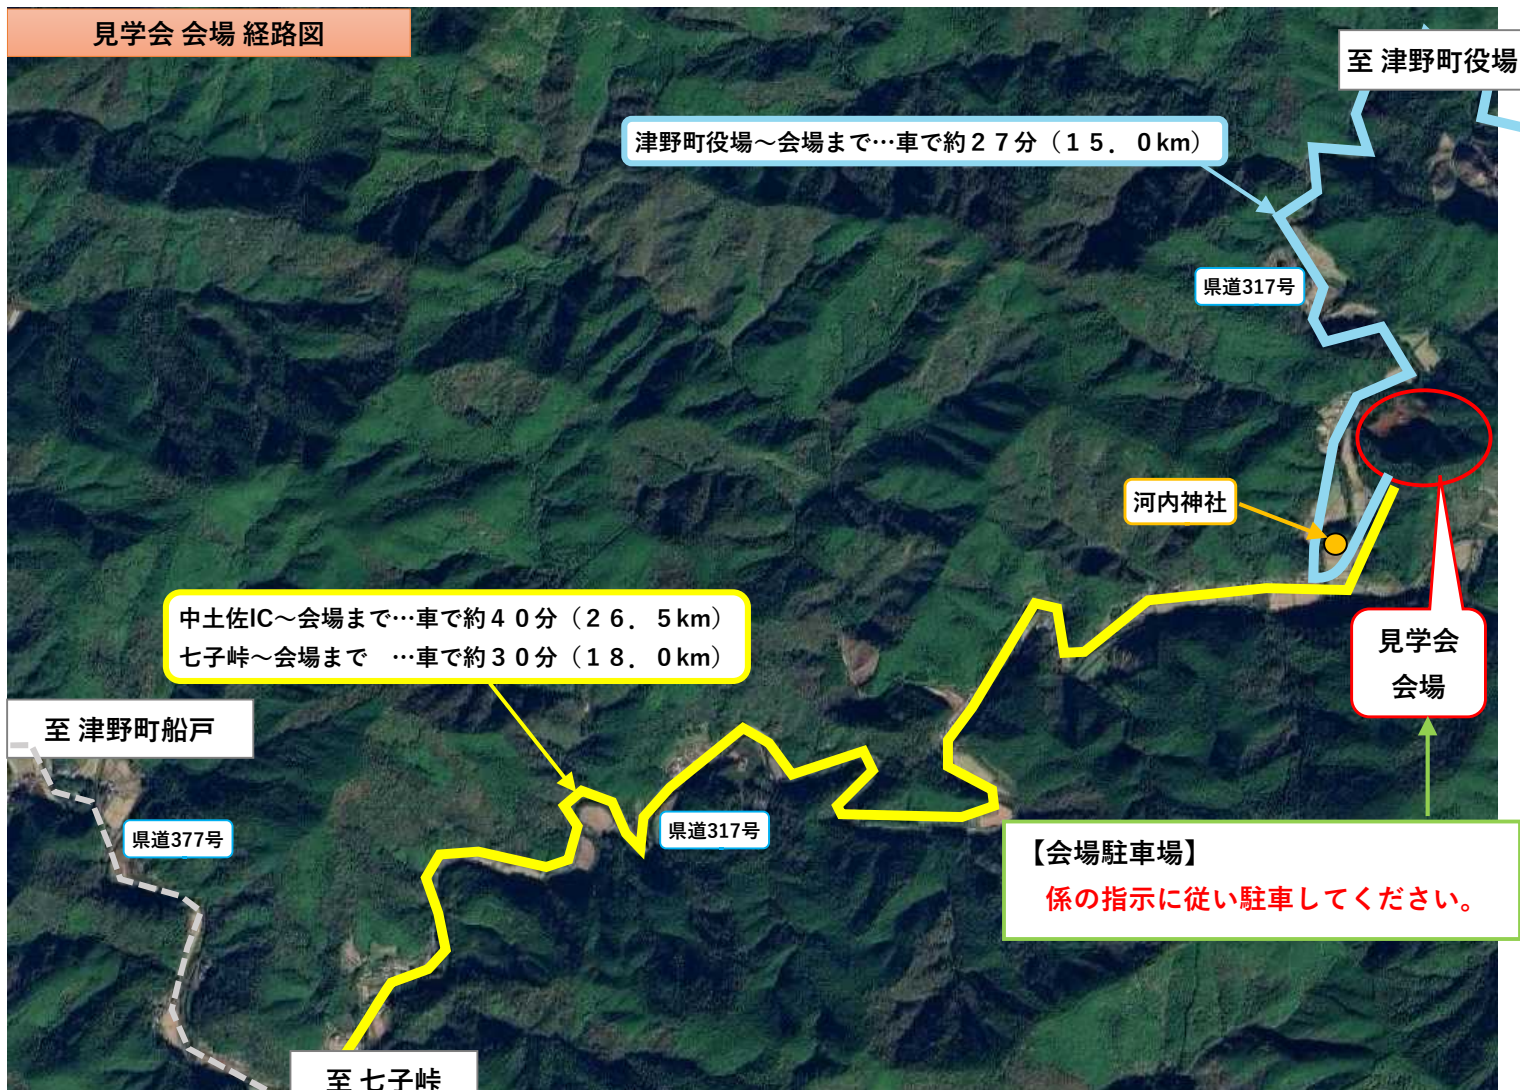 見学会 会場 経路図
至 津野町役場
津野町役場～会場まで…車で約２７分（１５．０km）
県道317号
河内神社
中土佐IC～会場まで…車で約４０分（２６．５km）
七子峠～会場まで　…車で約３０分（１８．０km）
見学会
会場
至 津野町船戸
県道377号
県道317号
【会場駐車場】
係の指示に従い駐車してください。
至 七子峠